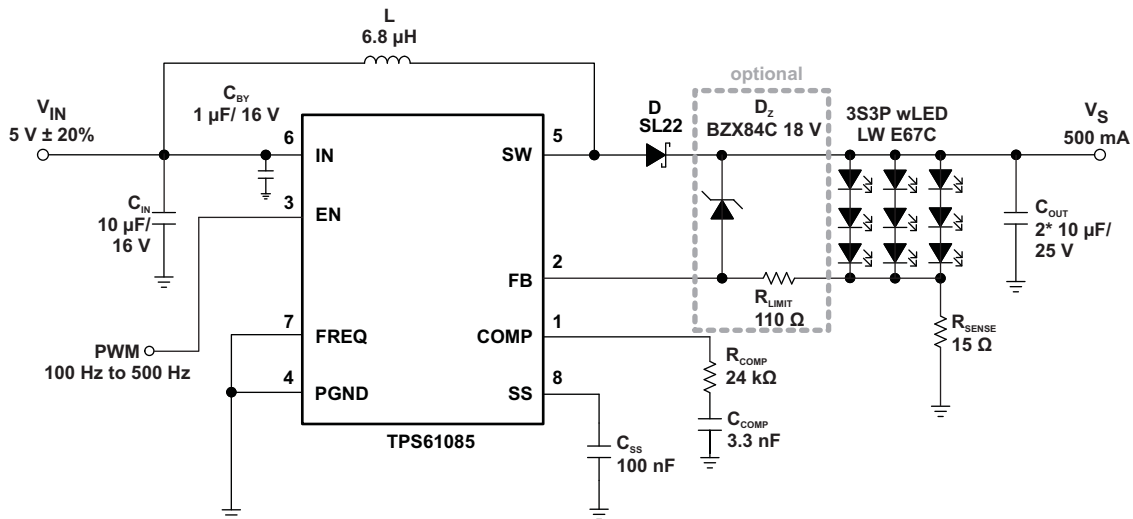 L
6.8 µH
optional
V_IN
5 V ± 20%
C_BY
1 µF/ 16 V
D
SL22
D_Z
BZX84C 18 V
3S3P wLED
LW E67C
V_S
500 mA
6
IN
5
SW
3
EN
C_IN
10 µF/
16 V
C_OUT
2* 10 µF/
25 V
2
FB
R_LIMIT
110 Ω
7
FREQ
1
COMP
R_SENSE
15 Ω
PWM
100 Hz to 500 Hz
R_COMP
24 kΩ
4
PGND
8
SS
C_COMP
3.3 nF
TPS61085
C_SS
100 nF